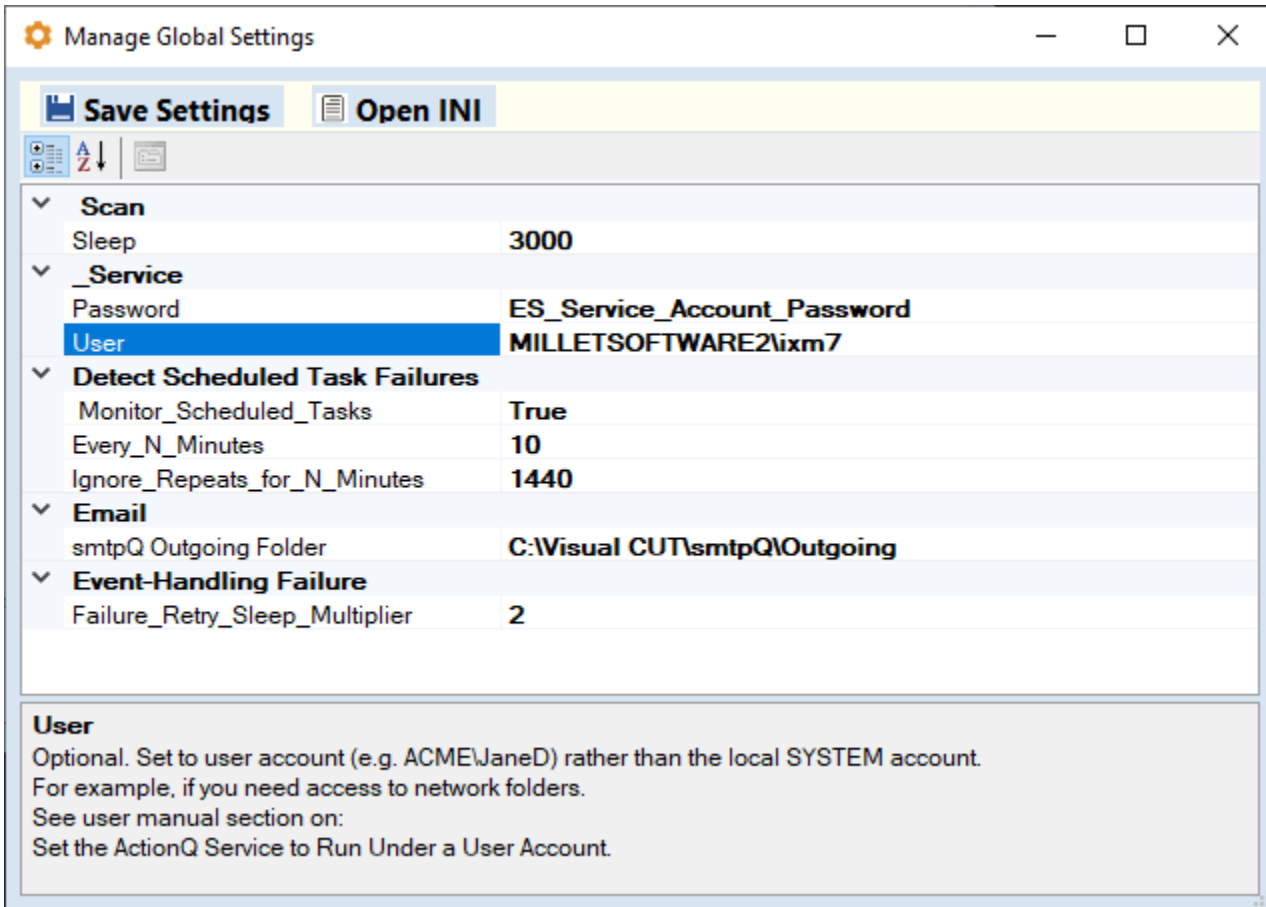 Manage Global Settings
Save Settings Open INI
Scan
Sleep 3000
_Service
Password ES_Service_Account_Password
User MILLETSOFTWARE2\ixm7
Detect Scheduled Task Failures
Monitor_Scheduled_Tasks True
Every_N_Minutes 10
Ignore_Repeats_for_N_Minutes 1440
Email
smtpQ Outgoing Folder C:\Visual CUT\smtpQ\Outgoing
Event-Handling Failure
Failure_Retry_Sleep_Multiplier 2
User
Optional. Set to user account (e.g. ACME\JaneD) rather than the local SYSTEM account.
For example, if you need access to network folders.
See user manual section on:
Set the ActionQ Service to Run Under a User Account.